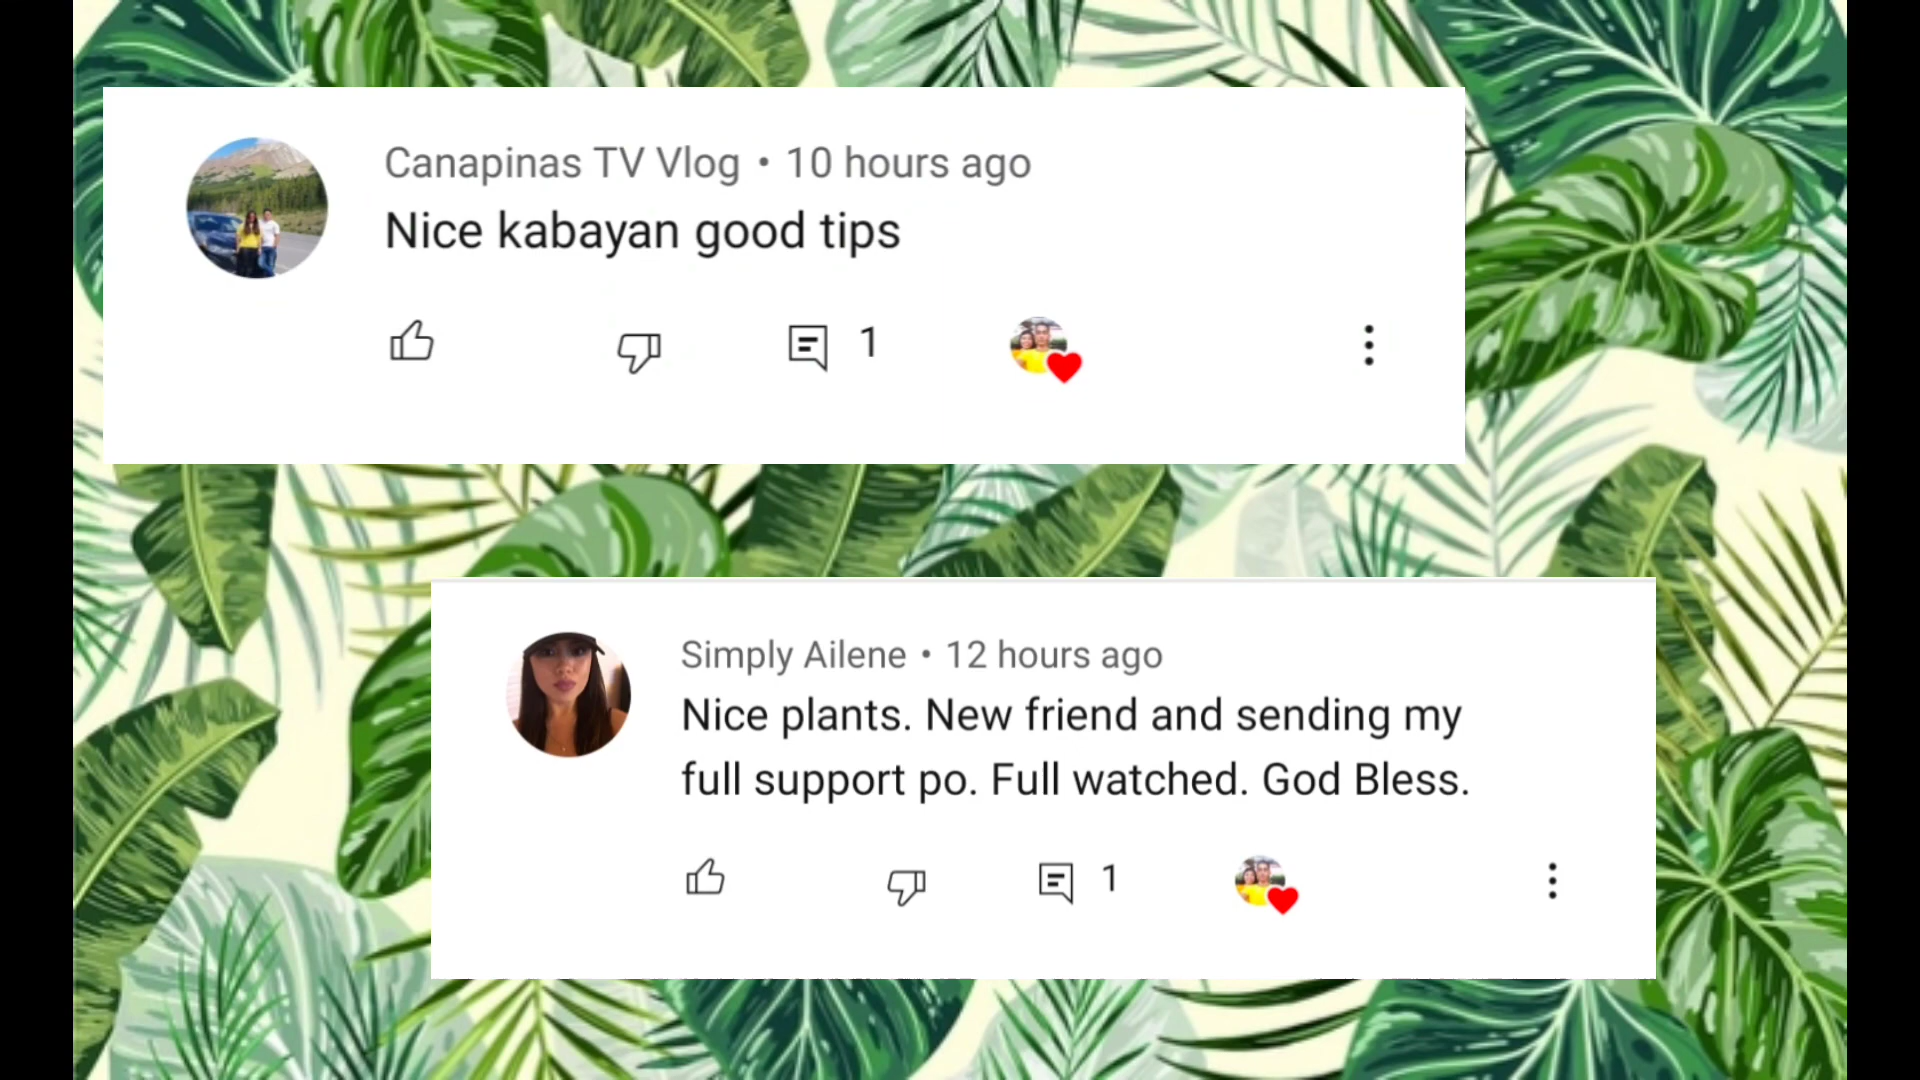 Canapinas TV Vlog • 10 hours ago
Nice kabayan good tips
1
Simply Ailene • 12 hours ago
Nice plants. New friend and sending my
full support po. Full watched. God Bless.
1